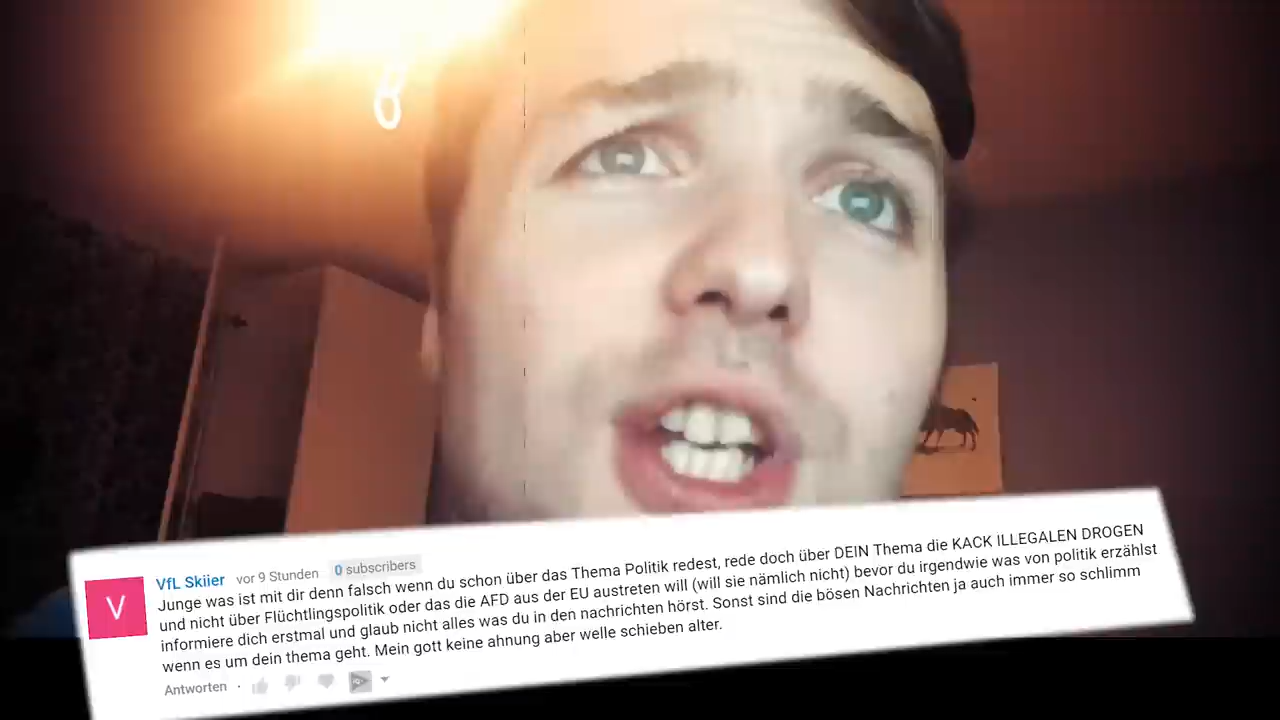 V
VfL Skiier vor 9 Stunden 0 subscribers
Junge was ist mit dir denn falsch wenn du schon über das Thema Politik redest, rede doch über DEIN Thema die KACK ILLEGALEN DROGEN
und nicht über Flüchtlingspolitik oder das die AFD aus der EU austreten will (will sie nämlich nicht) bevor du irgendwie was von politik erzählst
informiere dich erstmal und glaub nicht alles was du in den nachrichten hörst. Sonst sind die bösen Nachrichten ja auch immer so schlimm
wenn es um dein thema geht. Mein gott keine ahnung aber welle schieben alter.
Antworten ·